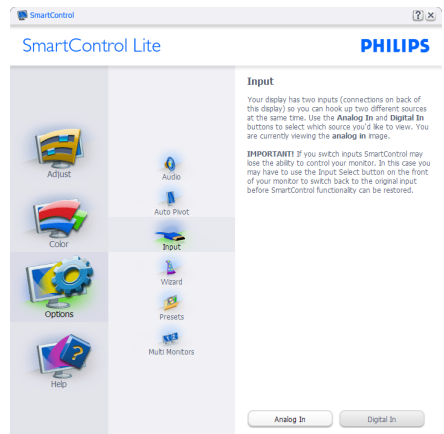 SmartControl
SmartControl Lite
PHILIPS
Adjust
Color
Options
Help
Audio
Auto Pivot
Input
Wizard
Presets
Multi Monitors
Input
Your display has two inputs (connections on back of
this display) so you can hook up two different sources
at the same time. Use the Analog In and Digital In
buttons to select which source you'd like to view. You
are currently viewing the analog in image.
IMPORTANT! If you switch inputs SmartControl may
lose the ability to control your monitor. In this case you
may have to use the Input Select button on the front
of your monitor to switch back to the original input
before SmartControl functionality can be restored.
Analog In
Digital In